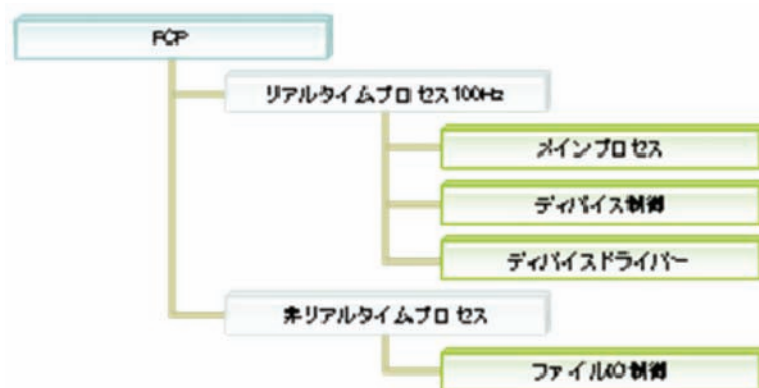 FCP
リアルタイムプロセス100Hz
メインプロセス
ディバイス制御
ディバイスドライバー
非リアルタイムプロセス
ファイルIO制御